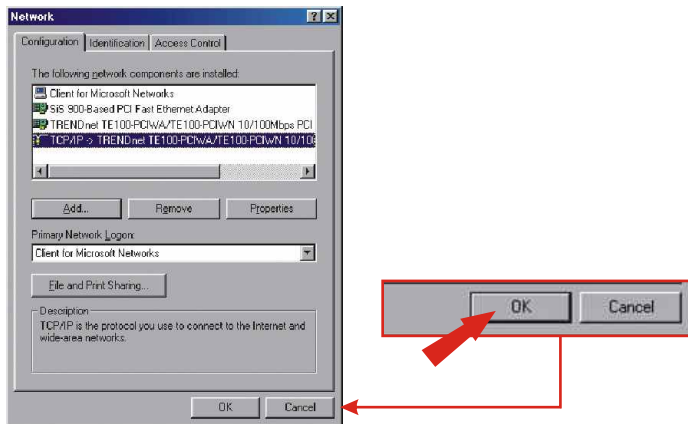 Network
Configuration Identification Access Control
The following network components are installed:
Client for Microsoft Networks
SiS 900-Based PCI Fast Ethernet Adapter
TRENDnet TE100-PCIWA/TE100-PCIWN 10/100Mbps PCI
TCP/IP -> TRENDnet TE100-PCIWA/TE100-PCIWN 10/100
Add... Remove Properties
Primary Network Logon:
Client for Microsoft Networks
File and Print Sharing...
Description
TCP/IP is the protocol you use to connect to the Internet and
wide-area networks.
OK Cancel
OK Cancel